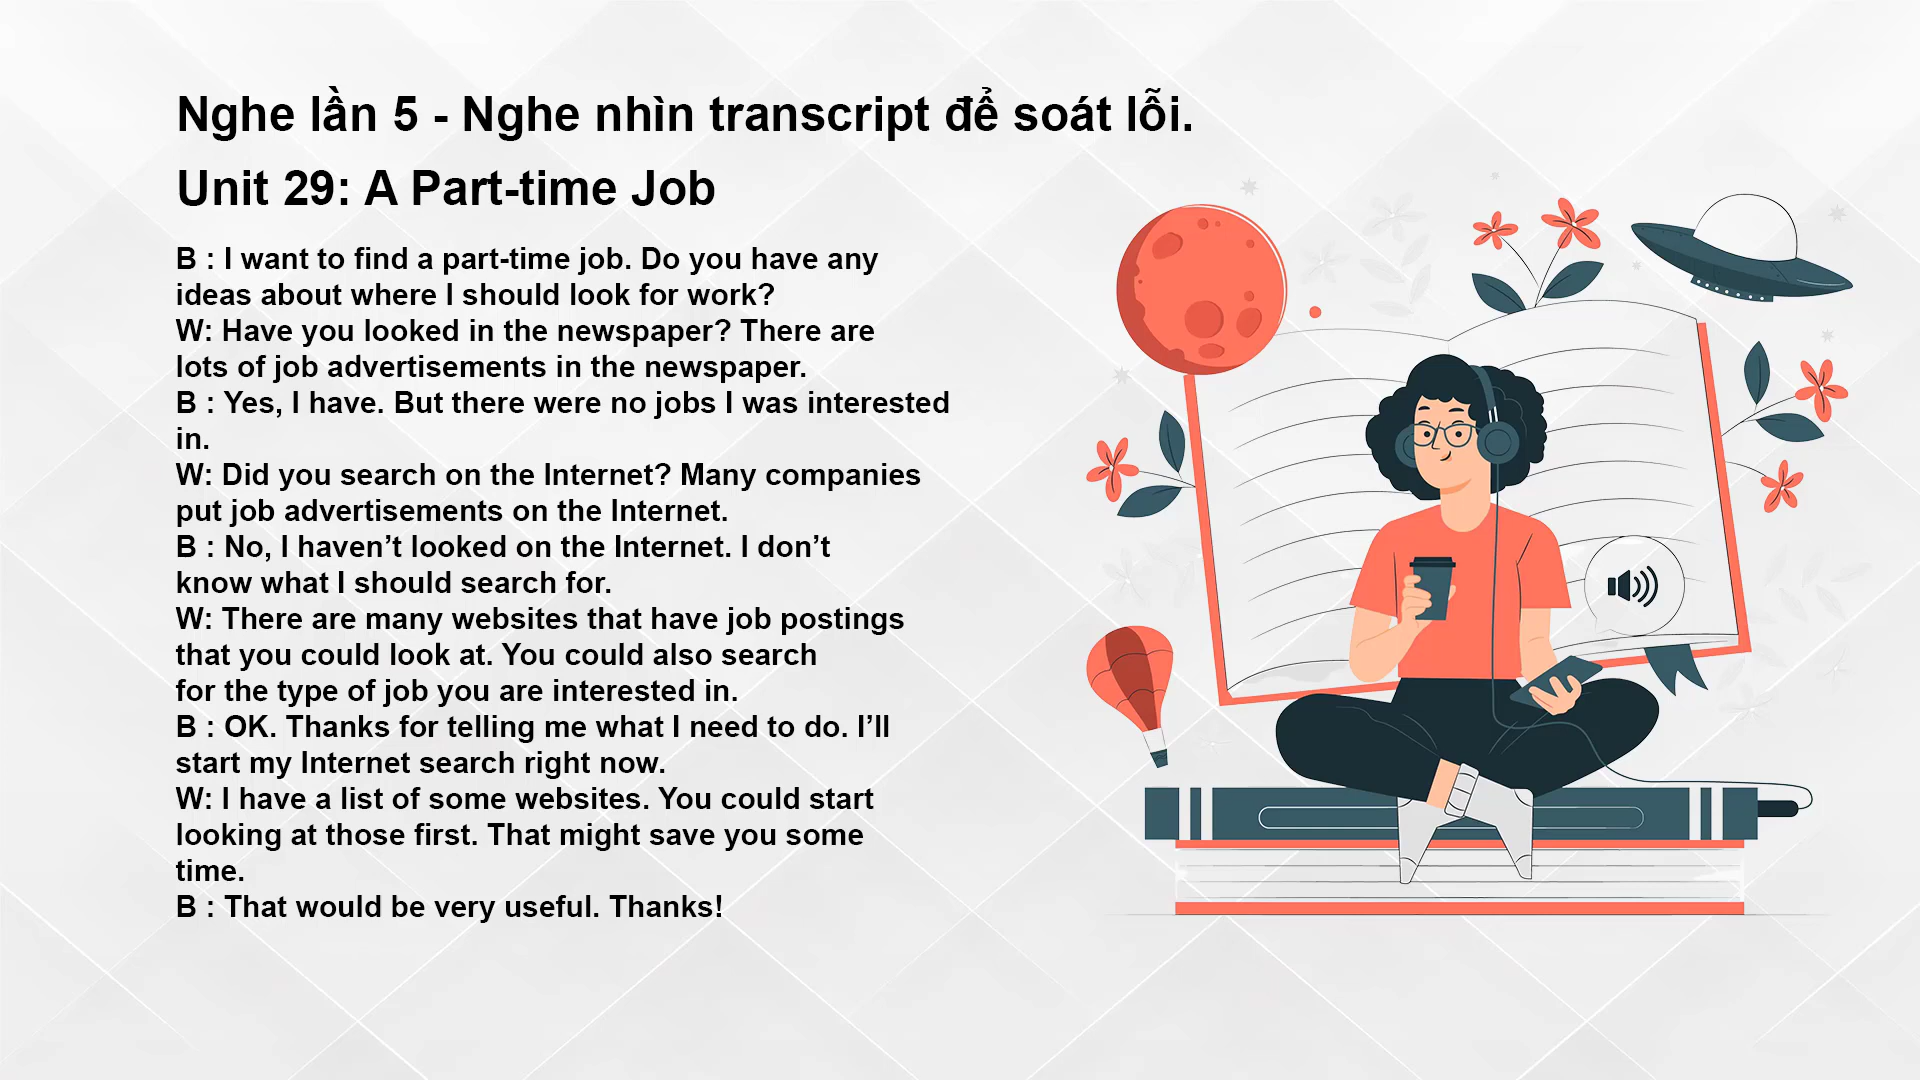 Nghe lần 5 - Nghe nhìn transcript để soát lỗi.
Unit 29: A Part-time Job
B : I want to find a part-time job. Do you have any
ideas about where I should look for work?
W: Have you looked in the newspaper? There are
lots of job advertisements in the newspaper.
B : Yes, I have. But there were no jobs I was interested
in.
W: Did you search on the Internet? Many companies
put job advertisements on the Internet.
B : No, I haven’t looked on the Internet. I don’t
know what I should search for.
W: There are many websites that have job postings
that you could look at. You could also search
for the type of job you are interested in.
B : OK. Thanks for telling me what I need to do. I’ll
start my Internet search right now.
W: I have a list of some websites. You could start
looking at those first. That might save you some
time.
B : That would be very useful. Thanks!